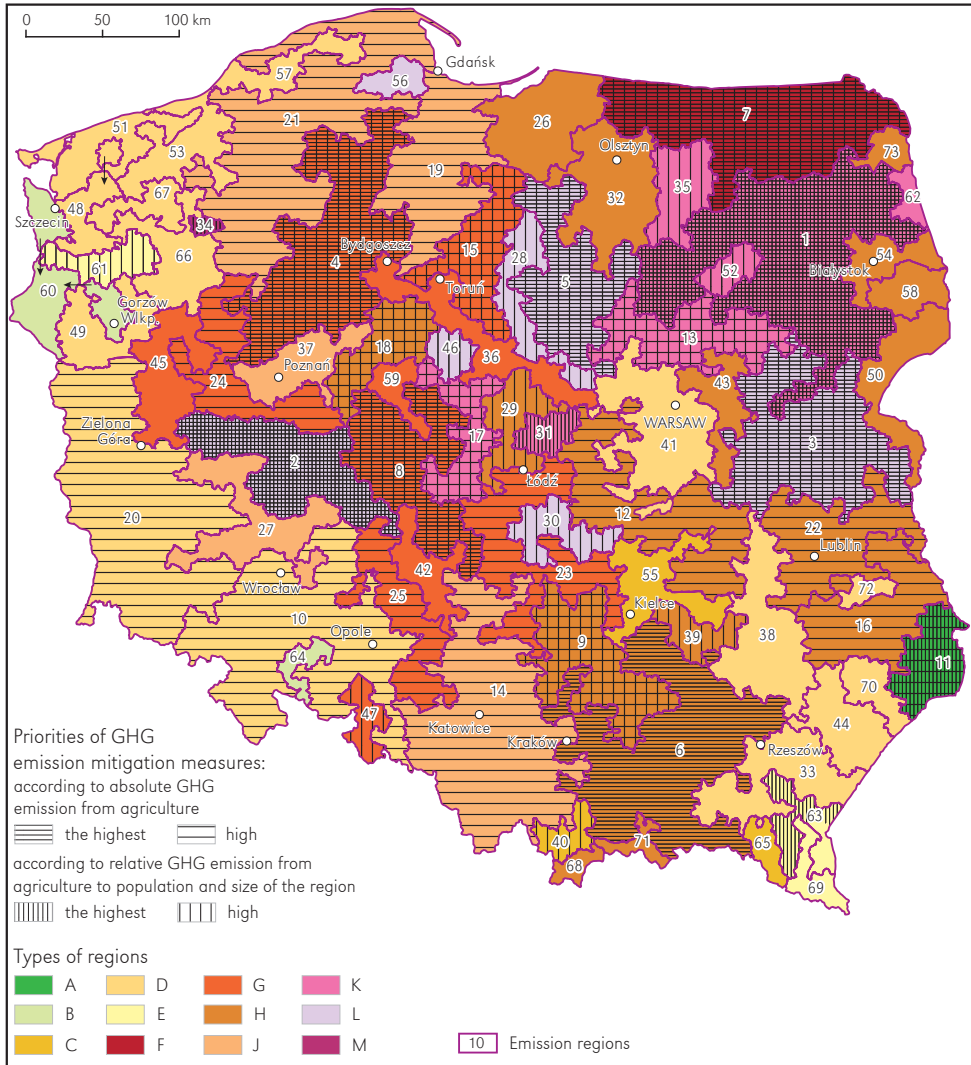 0 50 100 km
Gdańsk
57
56
21
7
26
51
53
Olsztyn
73
19
32
35
62
67
48
Szczecin
34
1
15
66
Bydgoszcz
28
54
61
4
5
52
Białystok
Toruń
58
60
Gorzow
Wlkp.
18
13
37
46
49
36
45
Poznań
59
43
50
24
29
WARSAW
Zielona
Góra
17
31
41
3
2
8
Łódź
20
12
30
22
27
Lublin
Wrocław
42
23
55
72
25
Kielce
10
16
Opole
9
39
38
64
11
14
70
47
44
Katowice
Kraków
6
Rzeszów
33
63
40
71
65
68
69
Priorities of GHG
emission mitigation measures:
according to absolute GHG
emission from agriculture
the highest high
according to relative GHG emission from
agriculture to population and size of the region
the highest high
Types of regions
A D G K
B E H L
C F J M
10 Emission regions